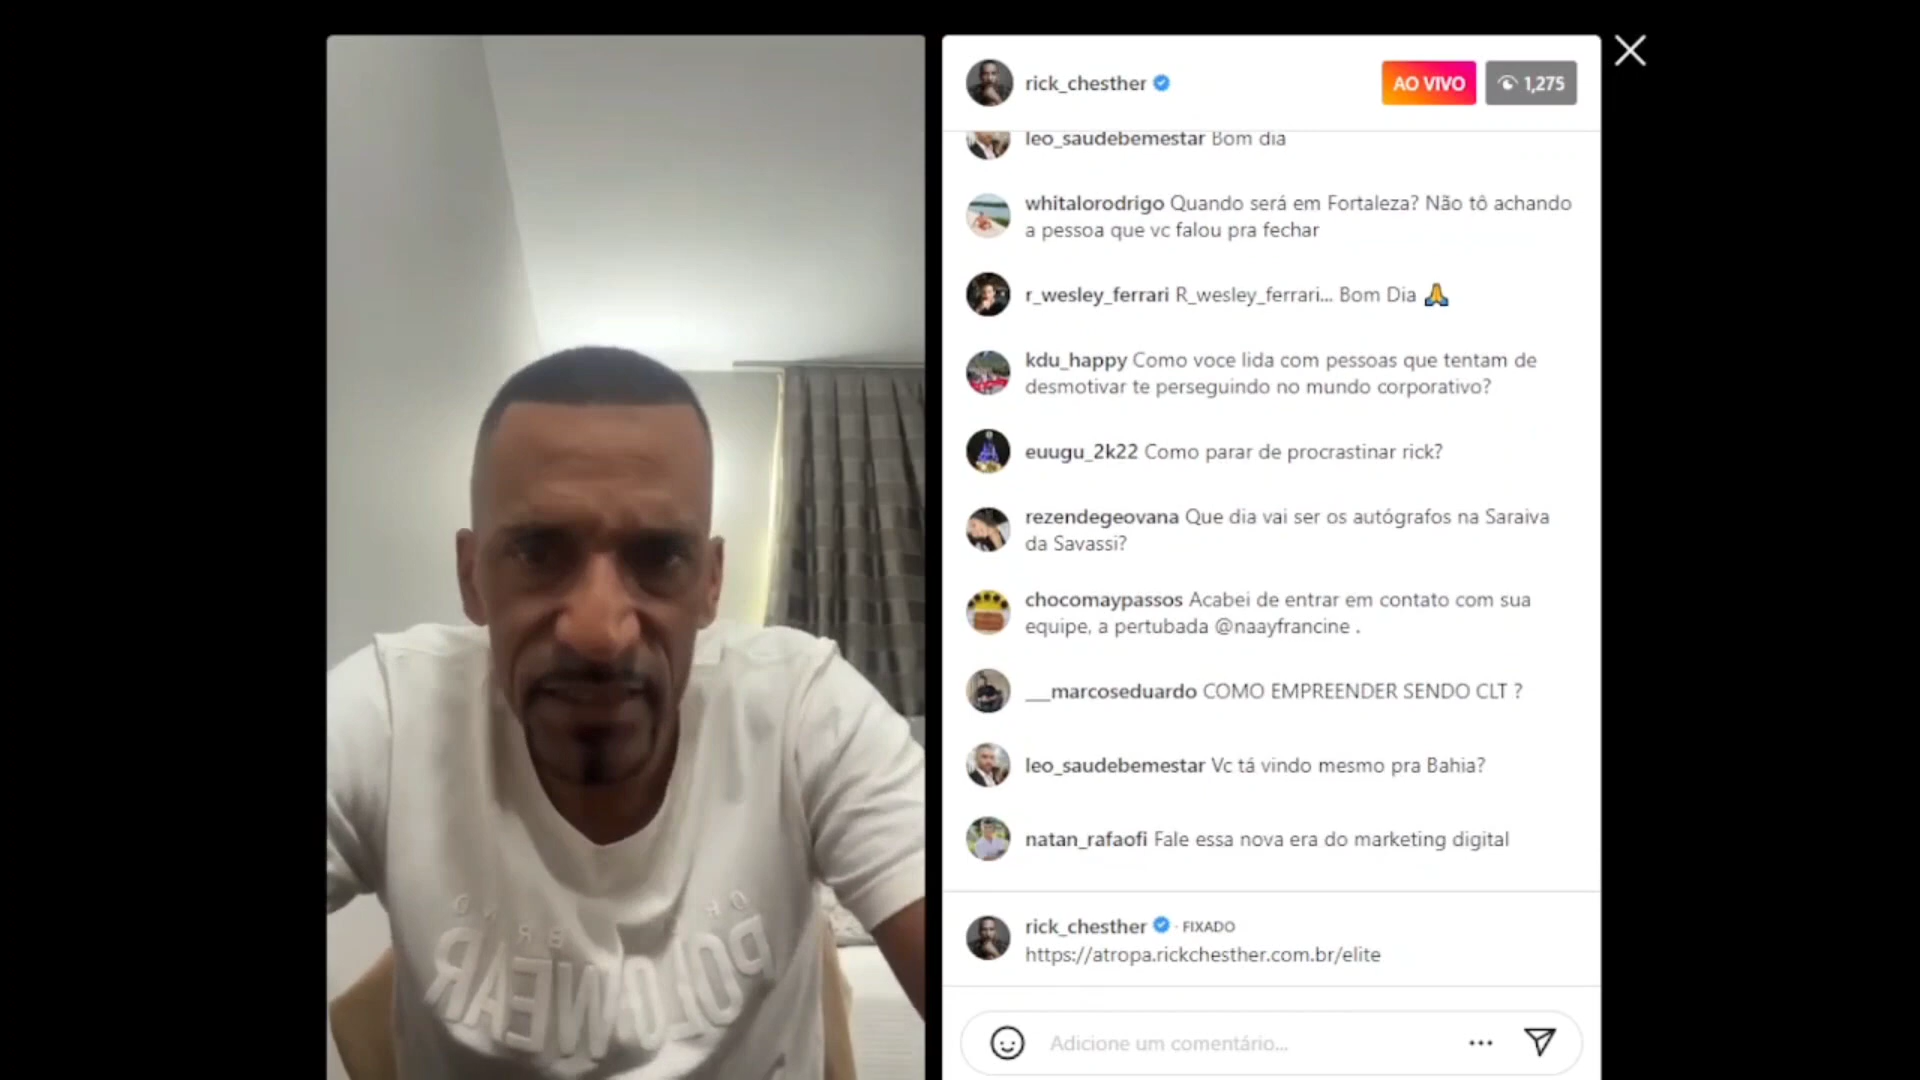 rick_chesther
AO VIVO
1,275
leo_saudebemestar Bom dia
whitalorodrigo Quando será em Fortaleza? Não tô achando
a pessoa que vc falou pra fechar
r_wesley_ferrari R_wesley_ferrari... Bom Dia 🙏
kdu_happy Como voce lida com pessoas que tentam de
desmotivar te perseguindo no mundo corporativo?
euugu_2k22 Como parar de procrastinar rick?
rezendegeovana Que dia vai ser os autógrafos na Saraiva
da Savassi?
chocomaypassos Acabei de entrar em contato com sua
equipe, a pertubada @naayfrancine .
___marcoseduardo COMO EMPREENDER SENDO CLT ?
leo_saudebemestar Vc tá vindo mesmo pra Bahia?
natan_rafaofi Fale essa nova era do marketing digital
rick_chesther · FIXADO
https://atropa.rickchesther.com.br/elite
Adicione um comentário...
POLO WEAR